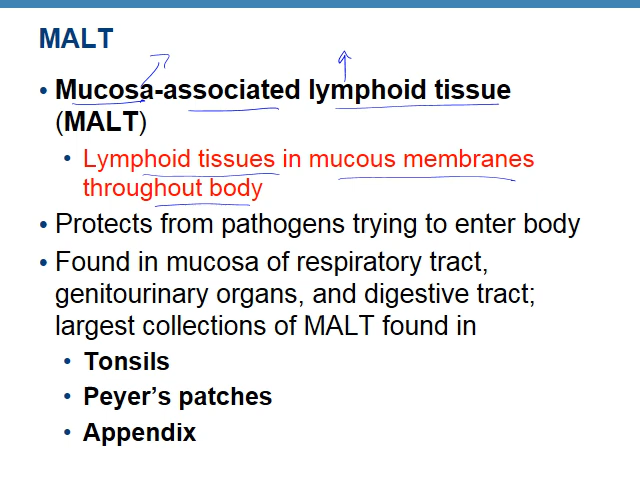 MALT
• Mucosa-associated lymphoid tissue
(MALT)
• Lymphoid tissues in mucous membranes
throughout body
• Protects from pathogens trying to enter body
• Found in mucosa of respiratory tract,
genitourinary organs, and digestive tract;
largest collections of MALT found in
• Tonsils
• Peyer’s patches
• Appendix